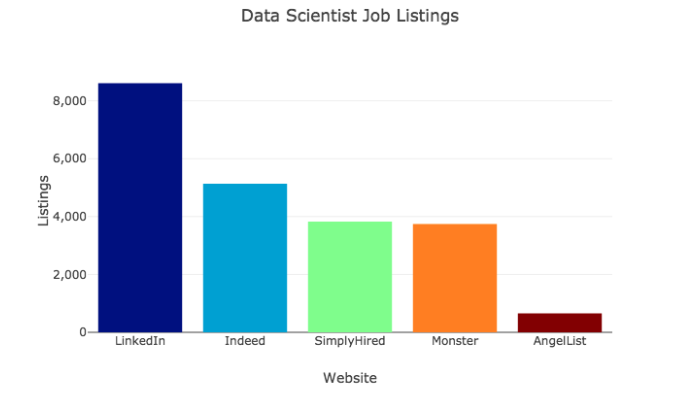 Data Scientist Job Listings
Listings
8,000
6,000
4,000
2,000
0
LinkedIn Indeed SimplyHired Monster AngelList
Website